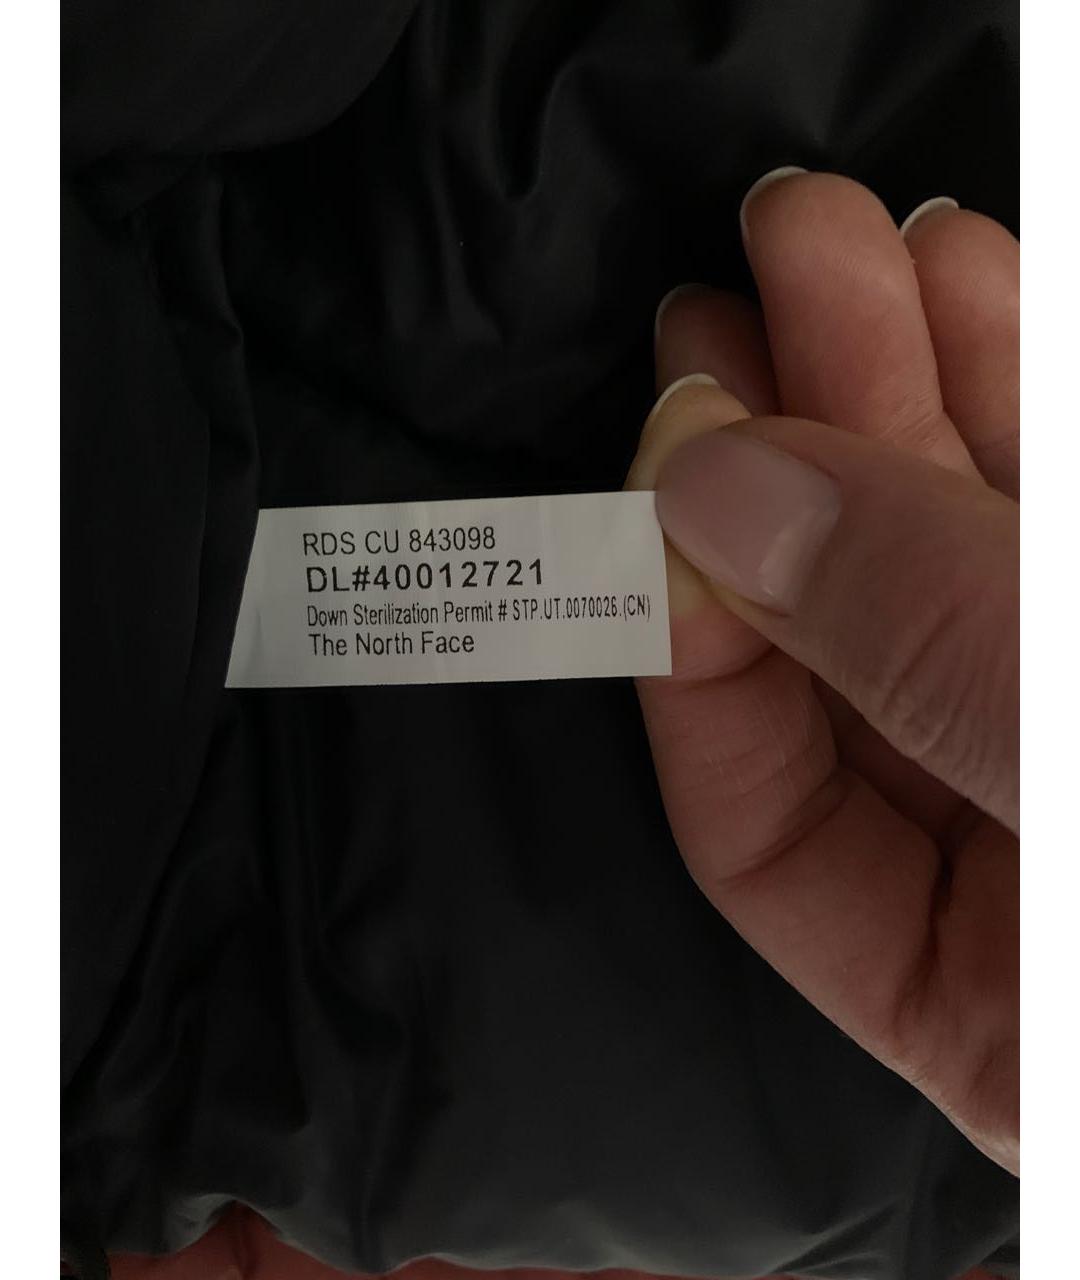 RDS CU 843098
DL#40012721
Down Sterilization Permit # STP.UT.0070026.(CN)
The North Face